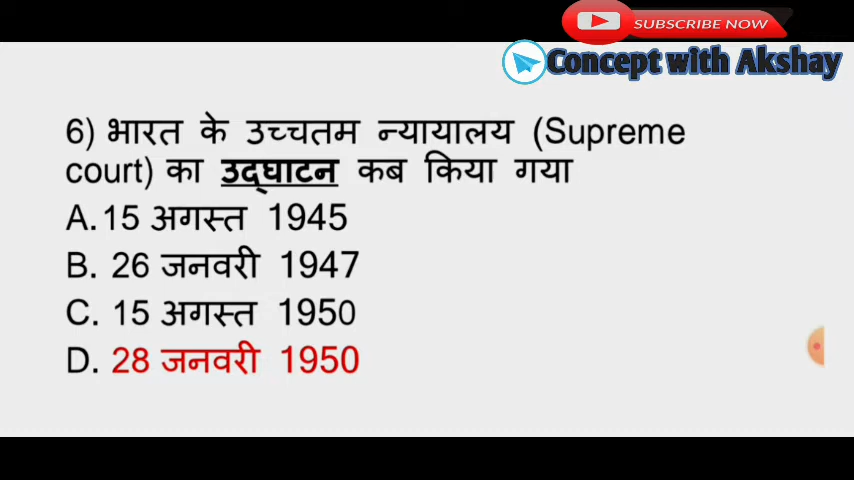 SUBSCRIBE NOW
Concept with Akshay
6) भारत के उच्चतम न्यायालय (Supreme
court) का उद्घाटन कब किया गया
A.15 अगस्त 1945
B. 26 जनवरी 1947
C. 15 अगस्त 1950
D. 28 जनवरी 1950